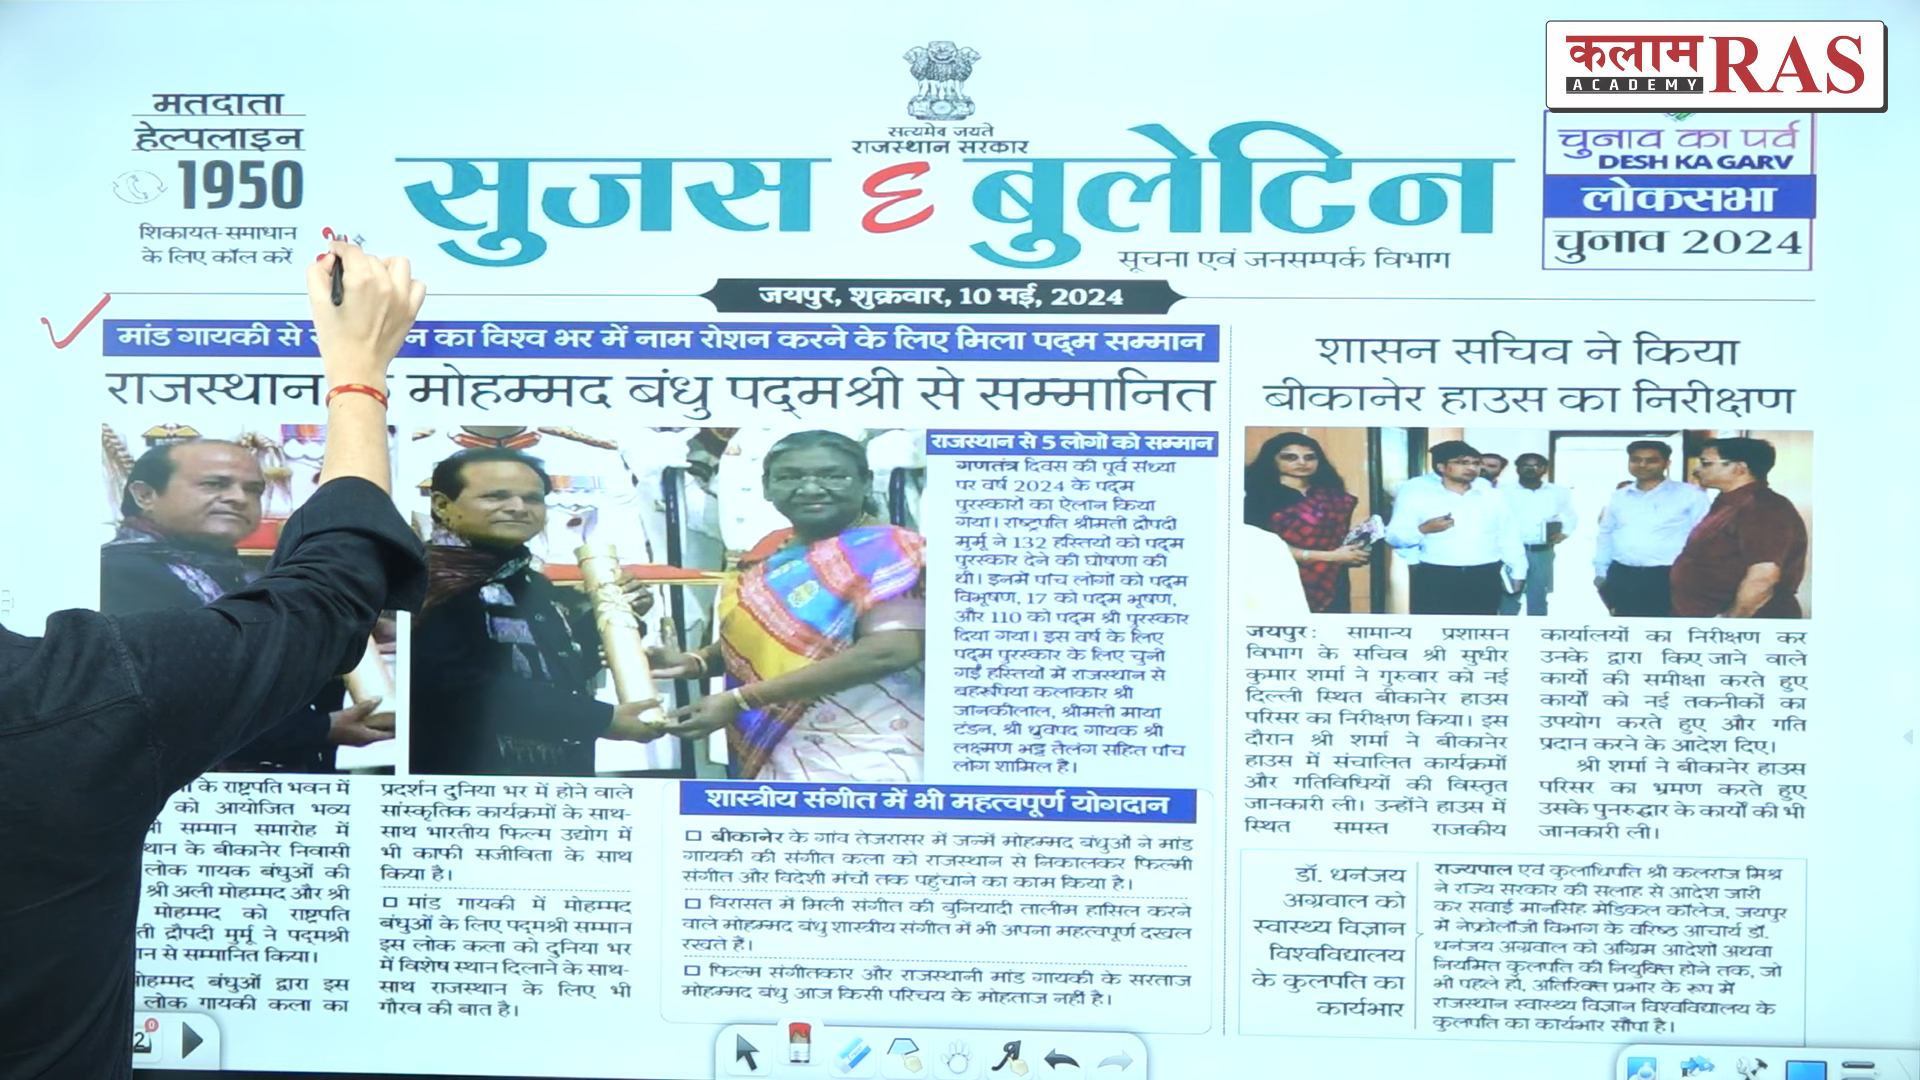 कलाम RAS
ACADEMY
मतदाता
हेल्पलाइन
1950
शिकायत-समाधान
के लिए कॉल करें
सत्यमेव जयते
राजस्थान सरकार
सुजस ई बुलेटिन
सूचना एवं जनसम्पर्क विभाग
चुनाव का पर्व
DESH KA GARV
लोकसभा
चुनाव 2024
जयपुर, शुक्रवार, 10 मई, 2024
मांड गायकी से का विश्व भर में नाम रोशन करने के लिए मिला पद्म सम्मान
राजस्थान मोहम्मद बंधु पद्मश्री से सम्मानित
राजस्थान से 5 लोगों को सम्मान
गणतंत्र दिवस की पूर्व संध्या
पर वर्ष 2024 के पद्म
पुरस्कारों का ऐलान किया
गया। राष्ट्रपति श्रीमती द्रौपदी
मुर्मू ने 132 हस्तियों को पद्म
पुरस्कार देने की घोषणा की
थी। इनमें पांच लोगों को पद्म
विभूषण, 17 को पद्म भूषण,
और 110 को पद्म श्री पुरस्कार
दिया गया। इस वर्ष के लिए
पद्म पुरस्कार के लिए चुनी
गईं हस्तियों में राजस्थान से
बहरूपिया कलाकार श्री
जानकीलाल, श्रीमती माया
टंडन, श्री ध्रुवपद गायक श्री
लक्ष्मण भट्ट तैलंग सहित पांच
लोग शामिल है।
के राष्ट्रपति भवन में
को आयोजित भव्य
सम्मान समारोह में
के बीकानेर निवासी
लोक गायक बंधुओं की
श्री अली मोहम्मद और श्री
मोहम्मद को राष्ट्रपति
द्रौपदी मुर्मू ने पद्मश्री
से सम्मानित किया।
बंधुओं द्वारा इस
लोक गायकी कला का
प्रदर्शन दुनिया भर में होने वाले
सांस्कृतिक कार्यक्रमों के साथ-
साथ भारतीय फिल्म उद्योग में
भी काफी सजीविता के साथ
किया है।
मांड गायकी में मोहम्मद
बंधुओं के लिए पद्मश्री सम्मान
इस लोक कला को दुनिया भर
में विशेष स्थान दिलाने के साथ-
साथ राजस्थान के लिए भी
गौरव की बात है।
शास्त्रीय संगीत में भी महत्वपूर्ण योगदान
बीकानेर के गांव तेजरासर में जन्में मोहम्मद बंधुओं ने मांड
गायकी की संगीत कला को राजस्थान से निकालकर फिल्मी
संगीत और विदेशी मंचों तक पहुंचाने का काम किया है।
विरासत में मिली संगीत की बुनियादी तालीम हासिल करने
वाले मोहम्मद बंधु शास्त्रीय संगीत में भी अपना महत्वपूर्ण दखल
रखते हैं।
फिल्म संगीतकार और राजस्थानी मांड गायकी के सरताज
मोहम्मद बंधु आज किसी परिचय के मोहताज नहीं है।
शासन सचिव ने किया
बीकानेर हाउस का निरीक्षण
जयपुर: सामान्य प्रशासन
विभाग के सचिव श्री सुधीर
कुमार शर्मा ने गुरुवार को नई
दिल्ली स्थित बीकानेर हाउस
परिसर का निरीक्षण किया। इस
दौरान श्री शर्मा ने बीकानेर
हाउस में संचालित कार्यक्रमों
और गतिविधियों की विस्तृत
जानकारी ली। उन्होंने हाउस में
स्थित समस्त राजकीय
कार्यालयों का निरीक्षण कर
उनके द्वारा किए जाने वाले
कार्यो की समीक्षा करते हुए
कार्यों को नई तकनीकों का
उपयोग करते हुए और गति
प्रदान करने के आदेश दिए।
श्री शर्मा ने बीकानेर हाउस
परिसर का भ्रमण करते हुए
उसके पुनरुद्धार के कार्यों की भी
जानकारी ली।
डॉ. धनंजय
अग्रवाल को
स्वास्थ्य विज्ञान
विश्वविद्यालय
के कुलपति का
कार्यभार
राज्यपाल एवं कुलाधिपति श्री कलराज मिश्र
ने राज्य सरकार की सलाह से आदेश जारी
कर सवाई मानसिंह मेडिकल कॉलेज, जयपुर
में नेफ्रोलॉजी विभाग के वरिष्ठ आचार्य डॉ.
धनंजय अग्रवाल को अग्रिम आदेशों अथवा
नियमित कुलपति की नियुक्ति होने तक, जो
भी पहले हो, अतिरिक्त प्रभार के रूप में
राजस्थान स्वास्थ्य विज्ञान विश्वविद्यालय के
कुलपति का कार्यभार सौंपा है।